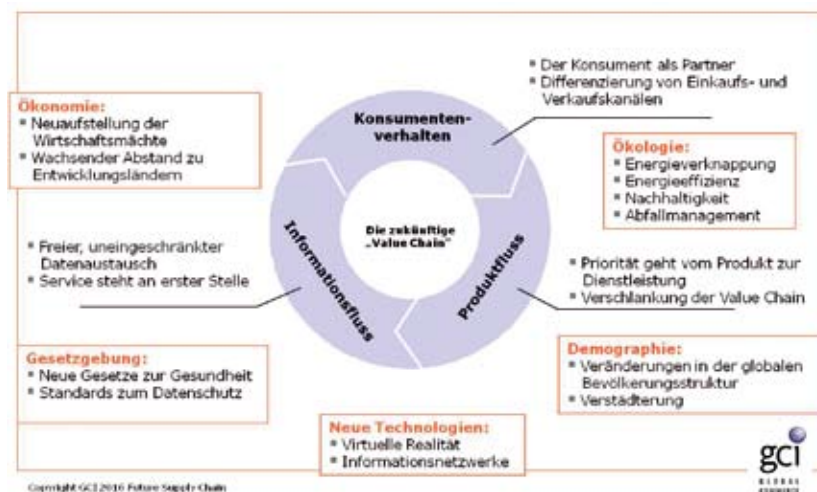 Ökonomie:
Neuaufstellung der
Wirtschaftsmächte
Wachsender Abstand zu
Entwicklungsländern
Konsumenten-
verhalten
Der Konsument als Partner
Differenzierung von Einkaufs- und
Verkaufskanälen
Ökologie:
Energieverknappung
Energieeffizienz
Nachhaltigkeit
Abfallmanagement
Die zukünftige
„Value Chain"
Freier, uneingeschränkter
Datenaustausch
Service steht an erster Stelle
Informationsfluss
Produktfluss
Priorität geht vom Produkt zur
Dienstleistung
Verschlankung der Value Chain
Gesetzgebung:
Neue Gesetze zur Gesundheit
Standards zum Datenschutz
Demographie:
Veränderungen in der globalen
Bevölkerungsstruktur
Verstädterung
Neue Technologien:
Virtuelle Realität
Informationsnetzwerke
gci
GLOBAL
Copyright GCI 2016 Future Supply Chain